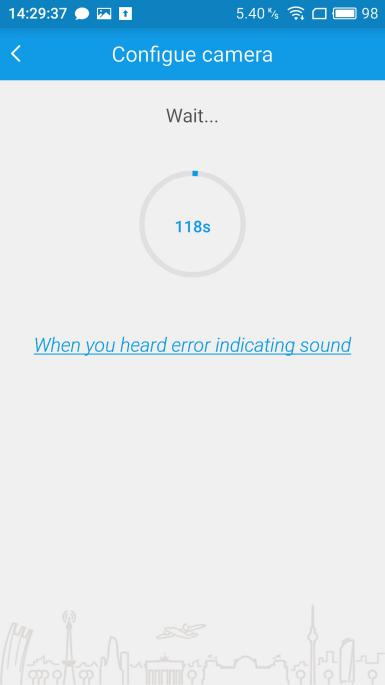 14:29:37 5.40 K/s 98
Configue camera
Wait...
118s
When you heard error indicating sound